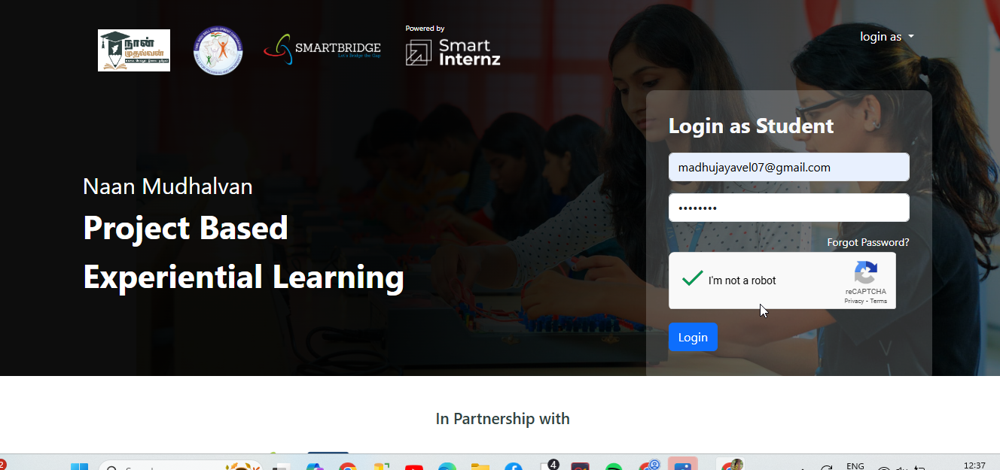 நான்
முதல்வன்
SMARTBRIDGE
Let's Bridge the Gap
Powered by
Smart
Internz
login as
Login as Student
madhujayavel07@gmail.com
••••••••
Forgot Password?
I'm not a robot
reCAPTCHA
Privacy - Terms
Login
Naan Mudhalvan
Project Based
Experiential Learning
In Partnership with
2
4
ENG
12:37